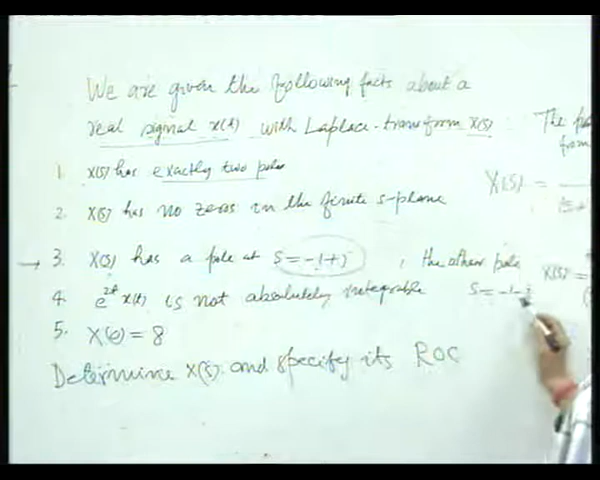 We are given the following facts about a
real signal x(t) with Laplace-transform X(s)
1. X(s) has exactly two poles
2. X(s) has no zeros in the finite s-plane
→ 3. X(s) has a pole at s = -1+j, the other pole
s = -1-j
4. e^{2t} x(t) is not absolutely integrable
5. X(0) = 8
Determine X(s) and specify its ROC
The
from
X(s) =
X(s) =